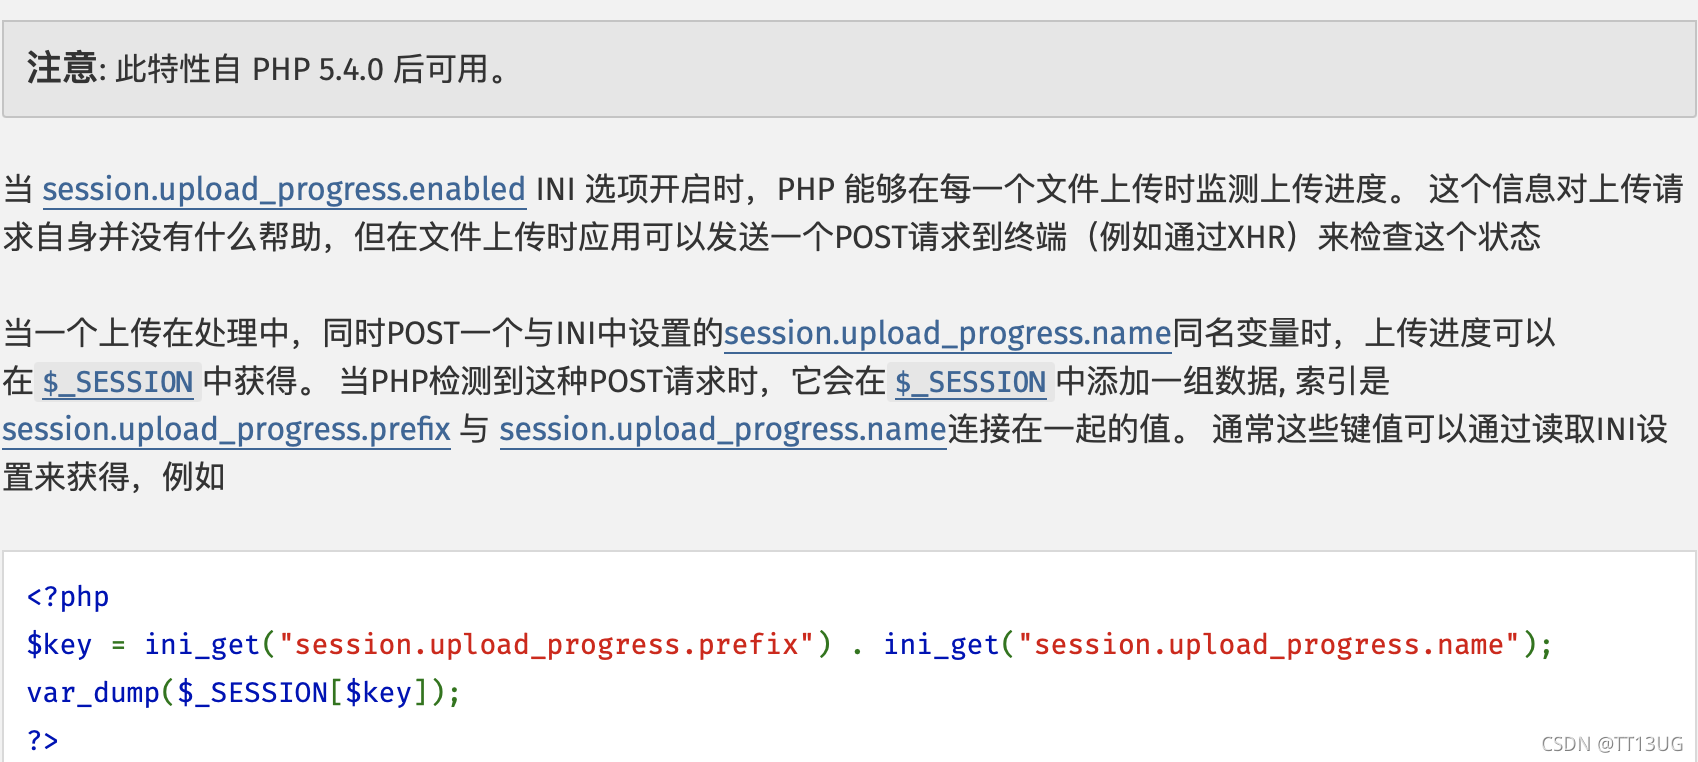 注意: 此特性自 PHP 5.4.0 后可用。
当 session.upload_progress.enabled INI 选项开启时，PHP 能够在每一个文件上传时监测上传进度。 这个信息对上传请
求自身并没有什么帮助，但在文件上传时应用可以发送一个POST请求到终端（例如通过XHR）来检查这个状态
当一个上传在处理中，同时POST一个与INI中设置的session.upload_progress.name同名变量时，上传进度可以
在 $_SESSION 中获得。 当PHP检测到这种POST请求时，它会在 $_SESSION 中添加一组数据, 索引是
session.upload_progress.prefix 与 session.upload_progress.name连接在一起的值。 通常这些键值可以通过读取INI设
置来获得，例如
<?php
$key = ini_get("session.upload_progress.prefix") . ini_get("session.upload_progress.name");
var_dump($_SESSION[$key]);
?>
CSDN @TT13UG